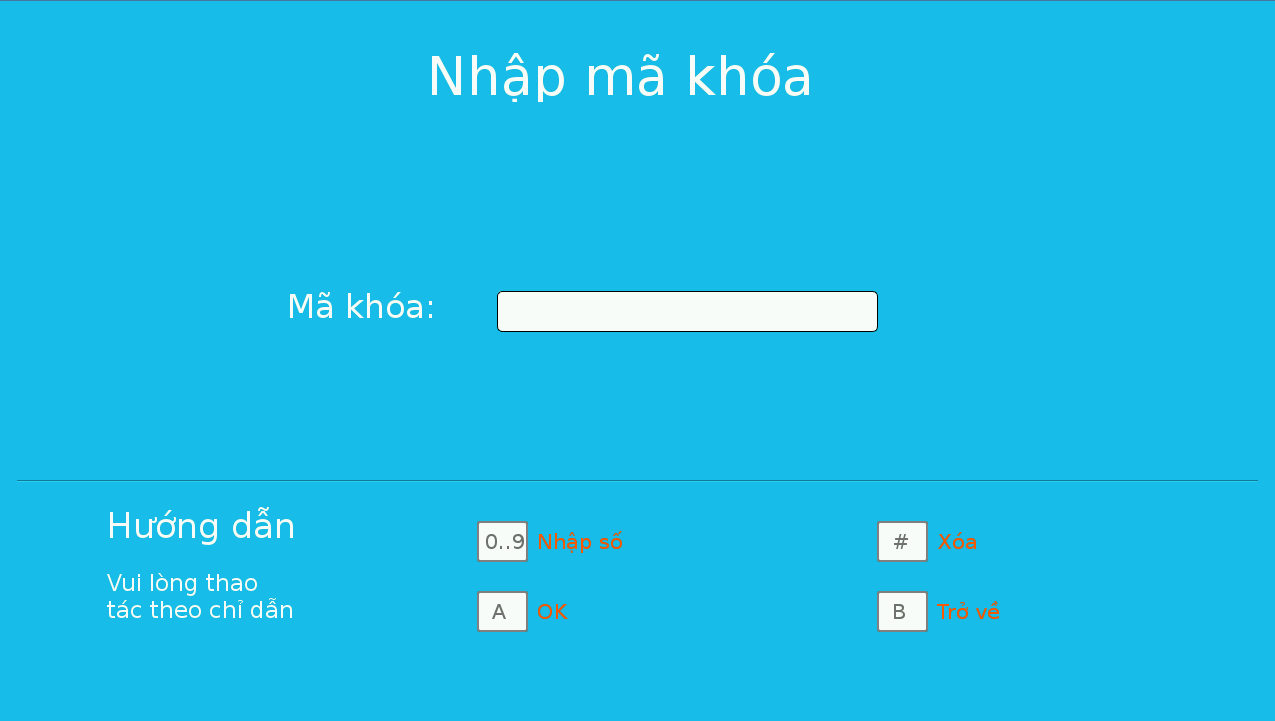 Nhập mã khóa
Mã khóa:
Hướng dẫn
Vui lòng thao
tác theo chỉ dẫn
0..9 Nhập số
# Xóa
A OK
B Trở về